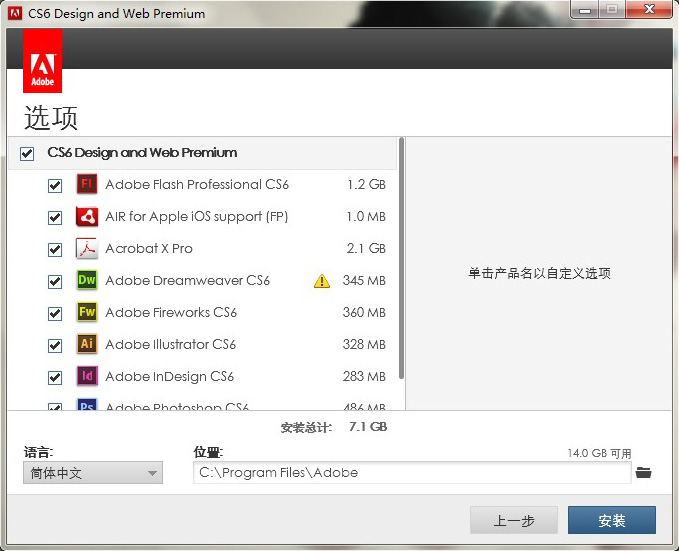 CS6 Design and Web Premium
Adobe
选项
CS6 Design and Web Premium
Fl Adobe Flash Professional CS6 1.2 GB
AIR for Apple iOS support (FP) 1.0 MB
Acrobat X Pro 2.1 GB
Dw Adobe Dreamweaver CS6 345 MB
Fw Adobe Fireworks CS6 360 MB
Ai Adobe Illustrator CS6 328 MB
Id Adobe InDesign CS6 283 MB
Ps Adobe Photoshop CS6 486 MB
单击产品名以自定义选项
安装总计: 7.1 GB
语言: 位置: 14.0 GB 可用
简体中文 C:\Program Files\Adobe
上一步 安装